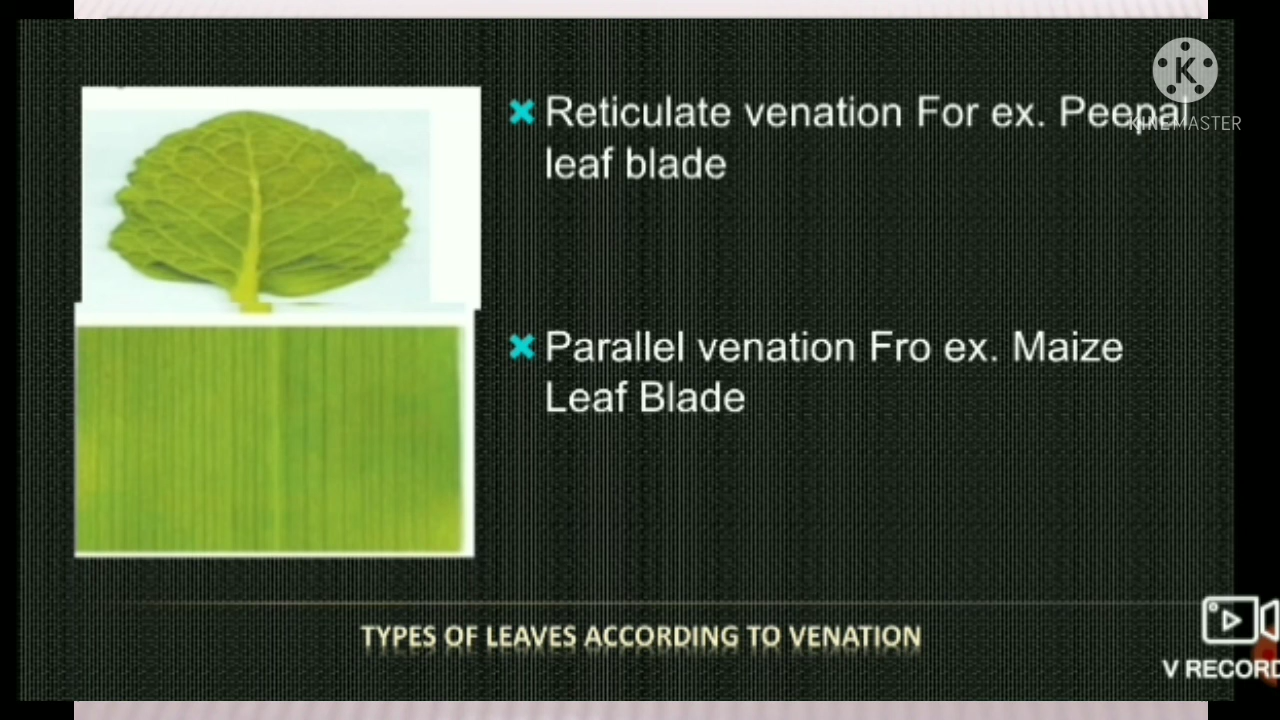 Reticulate venation For ex. Peepal
leaf blade
Parallel venation Fro ex. Maize
Leaf Blade
TYPES OF LEAVES ACCORDING TO VENATION
K
KINEMASTER
V RECORD